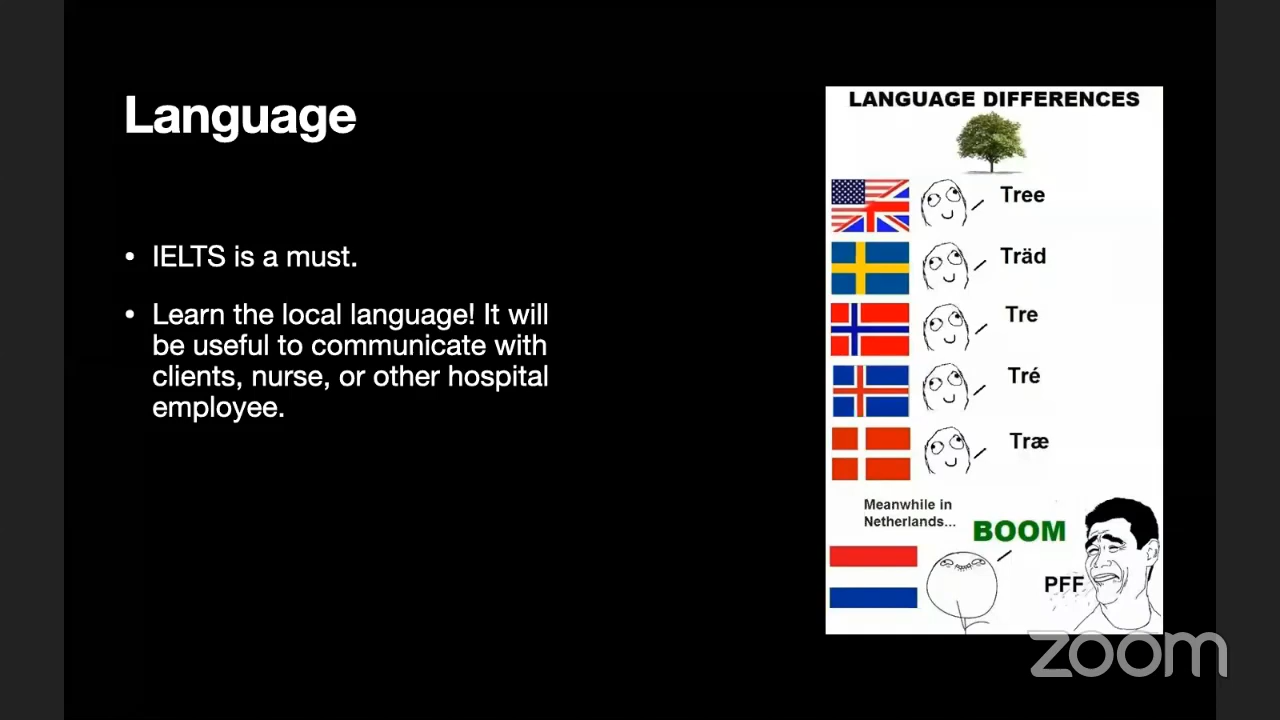 Language
• IELTS is a must.
• Learn the local language! It will
be useful to communicate with
clients, nurse, or other hospital
employee.
LANGUAGE DIFFERENCES
Tree
Träd
Tre
Tré
Træ
Meanwhile in
Netherlands...
BOOM
PFF
zoom